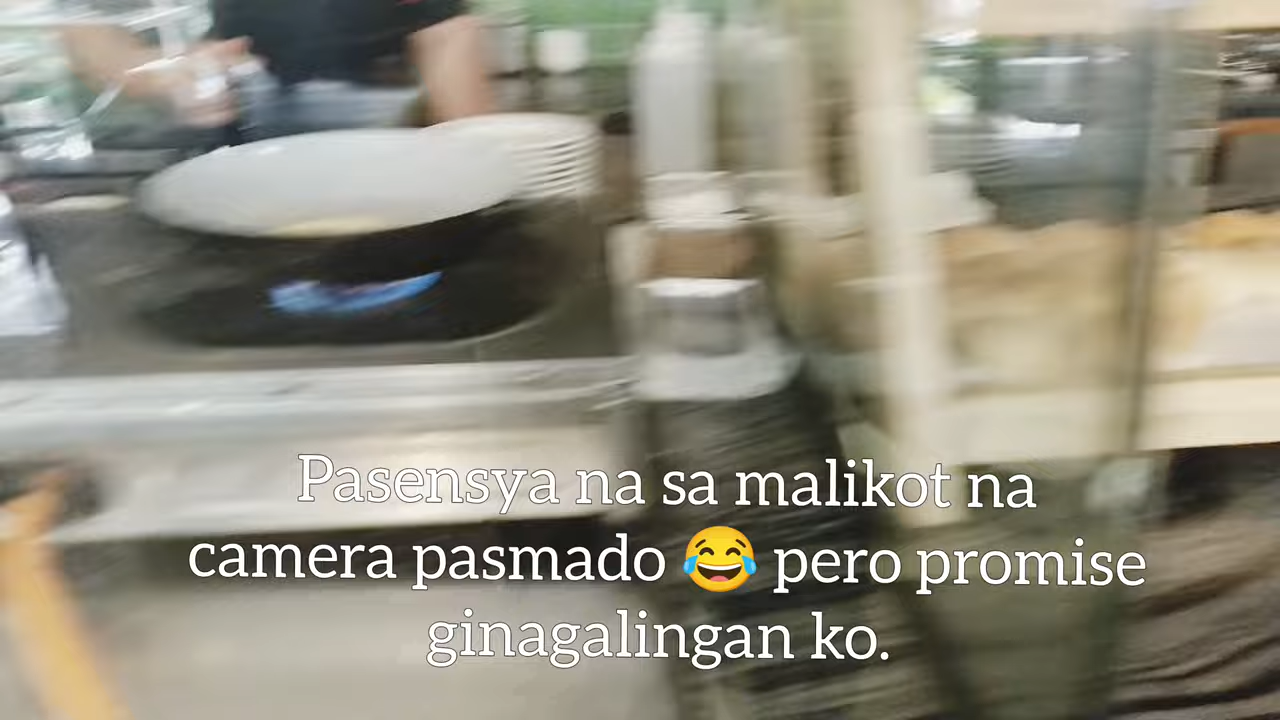 Pasensya na sa malikot na
camera pasmado 😂 pero promise
ginagalingan ko.